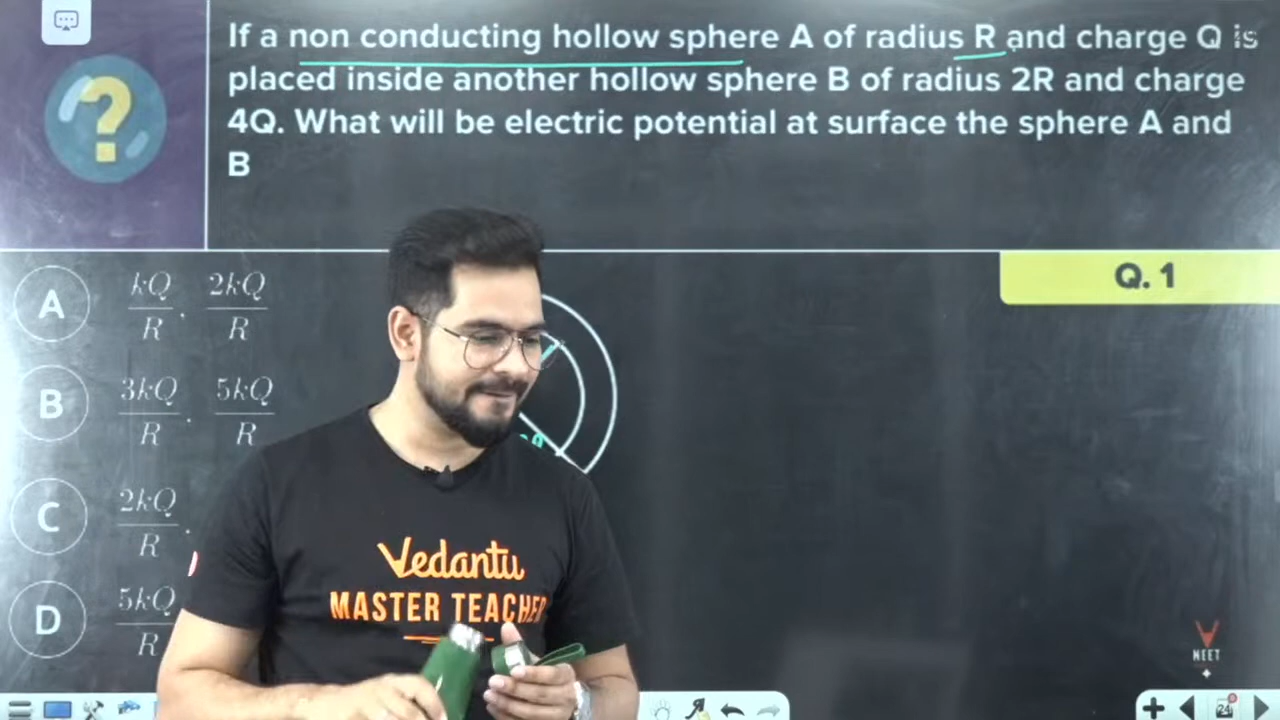 If a non conducting hollow sphere A of radius R and charge Q is
placed inside another hollow sphere B of radius 2R and charge
4Q. What will be electric potential at surface the sphere A and
B
?
Q. 1
A kQ/R, 2kQ/R
B 3kQ/R, 5kQ/R
C 2kQ/R,
D 5kQ/R
Vedantu
MASTER TEACHER
NEET
24